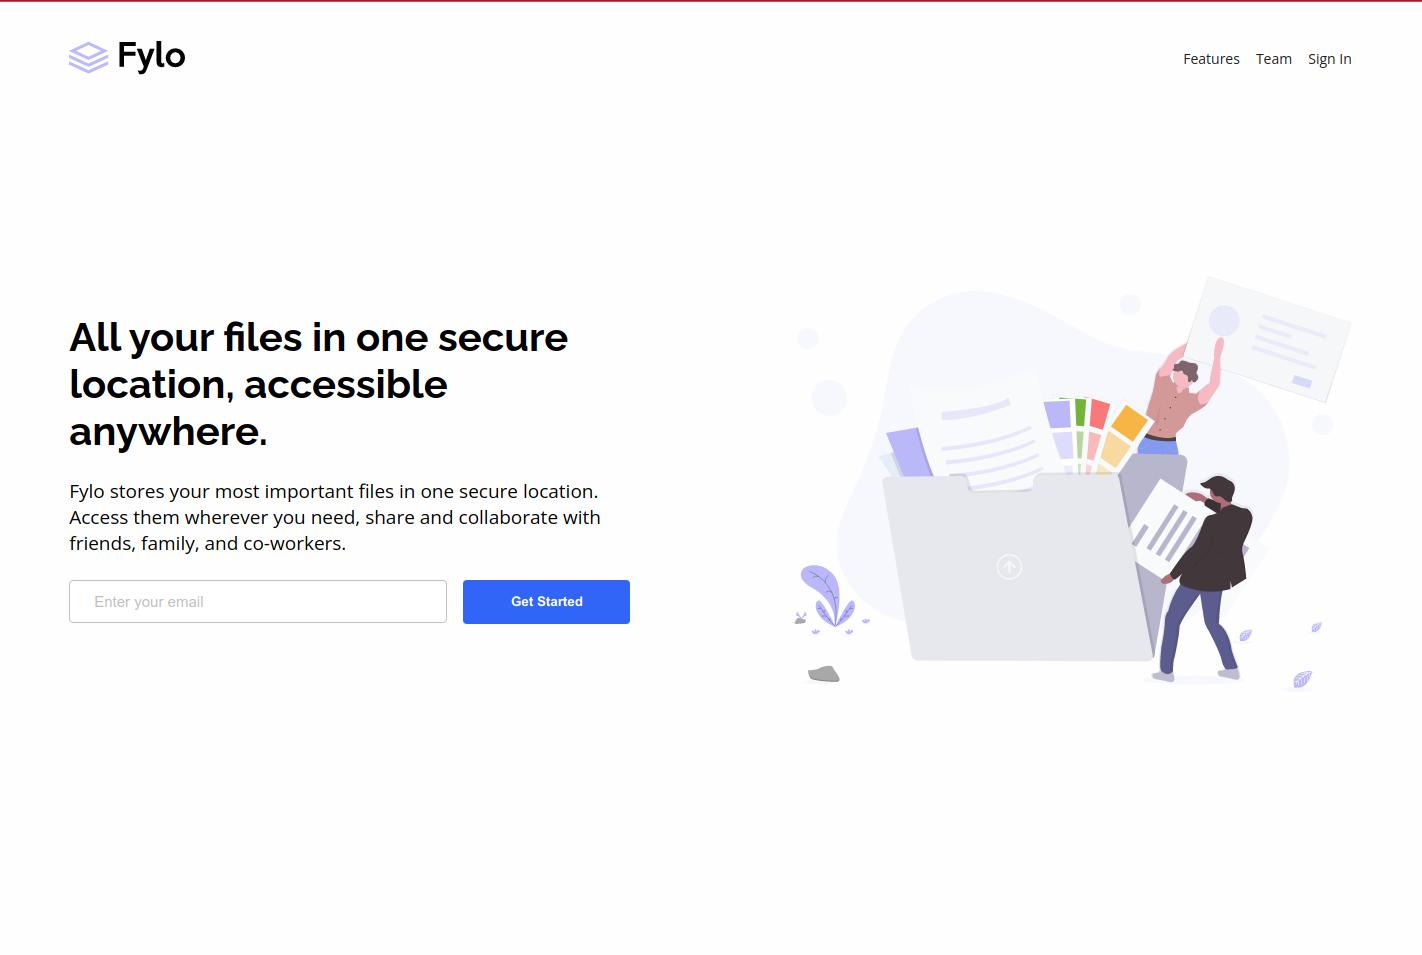 Fylo
Features Team Sign In
All your files in one secure
location, accessible
anywhere.
Fylo stores your most important files in one secure location.
Access them wherever you need, share and collaborate with
friends, family, and co-workers.
Enter your email
Get Started